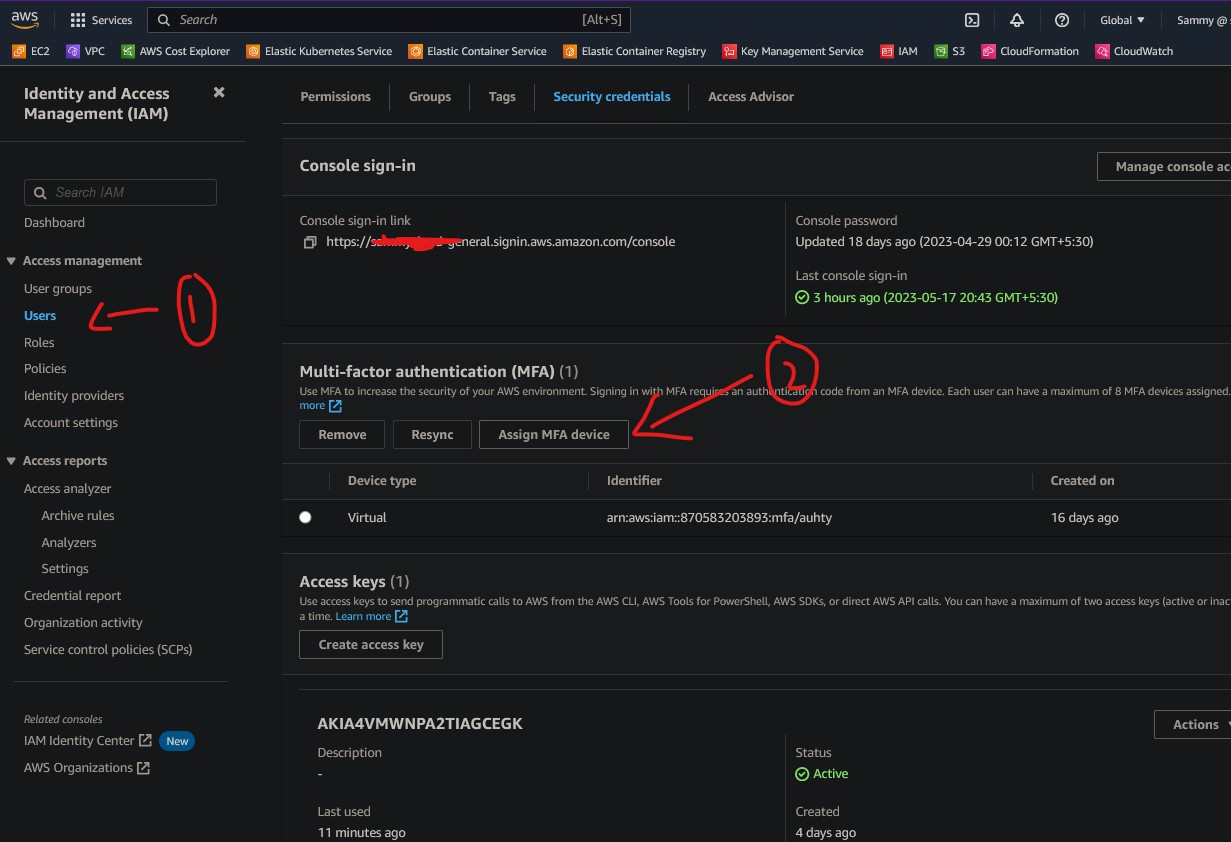 aws
Services
Search
[Alt+S]
Global ▼
Sammy @
EC2
VPC
AWS Cost Explorer
Elastic Kubernetes Service
Elastic Container Service
Elastic Container Registry
Key Management Service
IAM
S3
CloudFormation
CloudWatch
Identity and Access
Management (IAM)
Search IAM
Dashboard
Access management
User groups
Users
Roles
Policies
Identity providers
Account settings
Access reports
Access analyzer
Archive rules
Analyzers
Settings
Credential report
Organization activity
Service control policies (SCPs)
Related consoles
IAM Identity Center
New
AWS Organizations
1
Permissions
Groups
Tags
Security credentials
Access Advisor
Console sign-in
Manage console ac
Console sign-in link
https://
general.signin.aws.amazon.com/console
Console password
Updated 18 days ago (2023-04-29 00:12 GMT+5:30)
Last console sign-in
3 hours ago (2023-05-17 20:43 GMT+5:30)
2
Multi-factor authentication (MFA) (1)
Use MFA to increase the security of your AWS environment. Signing in with MFA requires an authentication code from an MFA device. Each user can have a maximum of 8 MFA devices assigned.
more
Remove
Resync
Assign MFA device
Device type
Identifier
Created on
Virtual
arn:aws:iam::870583203893:mfa/auhty
16 days ago
Access keys (1)
Use access keys to send programmatic calls to AWS from the AWS CLI, AWS Tools for PowerShell, AWS SDKs, or direct AWS API calls. You can have a maximum of two access keys (active or inac
a time. Learn more
Create access key
AKIA4VMWNPA2TIAGCEGK
Actions
Description
-
Status
Active
Last used
11 minutes ago
Created
4 days ago